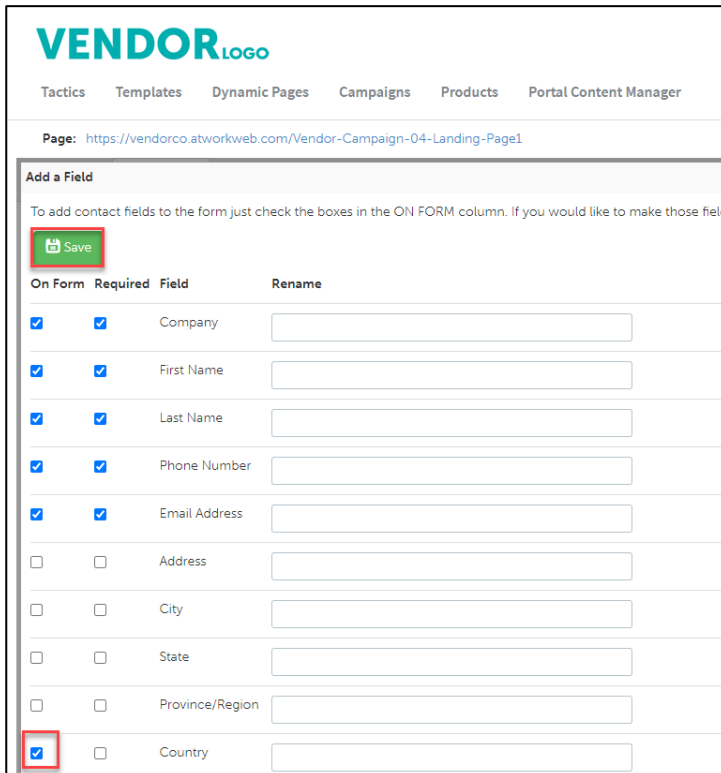 VENDOR LOGO
Tactics Templates Dynamic Pages Campaigns Products Portal Content Manager
Page: https://vendorco.atworkweb.com/Vendor-Campaign-04-Landing-Page1
Add a Field
To add contact fields to the form just check the boxes in the ON FORM column. If you would like to make those fiel
Save
On Form Required Field Rename
Company
First Name
Last Name
Phone Number
Email Address
Address
City
State
Province/Region
Country